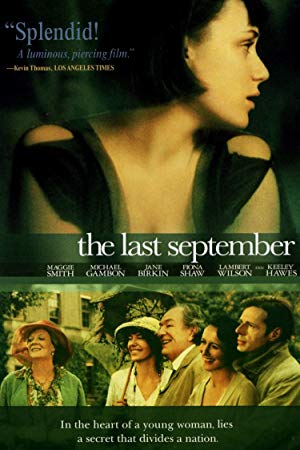 "Splendid!
A luminous, piercing film."
—Kevin Thomas, LOS ANGELES TIMES
the last september
MAGGIE SMITH MICHAEL GAMBON JANE BIRKIN FIONA SHAW LAMBERT WILSON AND KEELEY HAWES
In the heart of a young woman, lies
a secret that divides a nation.